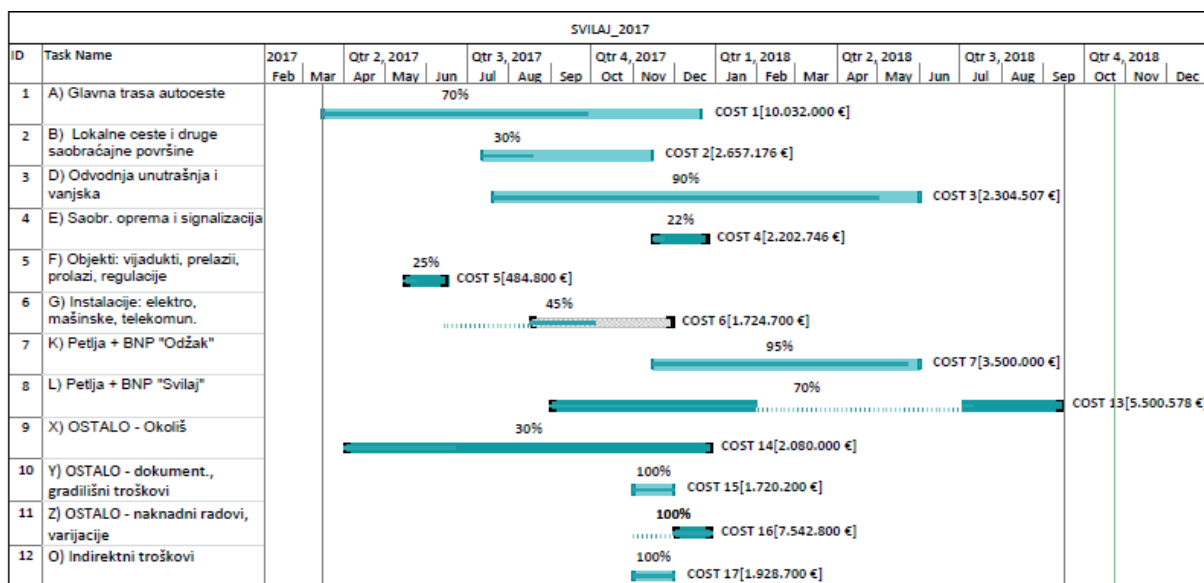 SVILAJ_2017
ID Task Name 2017 Qtr 2, 2017 Qtr 3, 2017 Qtr 4, 2017 Qtr 1, 2018 Qtr 2, 2018 Qtr 3, 2018 Qtr 4, 2018
Feb Mar Apr May Jun Jul Aug Sep Oct Nov Dec Jan Feb Mar Apr May Jun Jul Aug Sep Oct Nov Dec
1 A) Glavna trasa autoceste 70%
COST 1[10.032.000 €]
2 B) Lokalne ceste i druge 30%
saobraćajne površine COST 2[2.657.176 €]
3 D) Odvodnja unutrašnja i 90%
vanjska COST 3[2.304.507 €]
4 E) Saobr. oprema i signalizacija 22%
COST 4[2.202.746 €]
5 F) Objekti: vijadukti, prelazii, 25%
prolazi, regulacije COST 5[484.800 €]
6 G) Instalacije: elektro, 45%
mašinske, telekomun. COST 6[1.724.700 €]
7 K) Petlja + BNP "Odžak" 95%
COST 7[3.500.000 €]
8 L) Petlja + BNP "Svilaj" 70%
COST 13[5.500.578 €]
9 X) OSTALO - Okoliš 30%
COST 14[2.080.000 €]
10 Y) OSTALO - dokument., 100%
gradilišni troškovi COST 15[1.720.200 €]
11 Z) OSTALO - naknadni radovi, 100%
varijacije COST 16[7.542.800 €]
12 O) Indirektni troškovi 100%
COST 17[1.928.700 €]